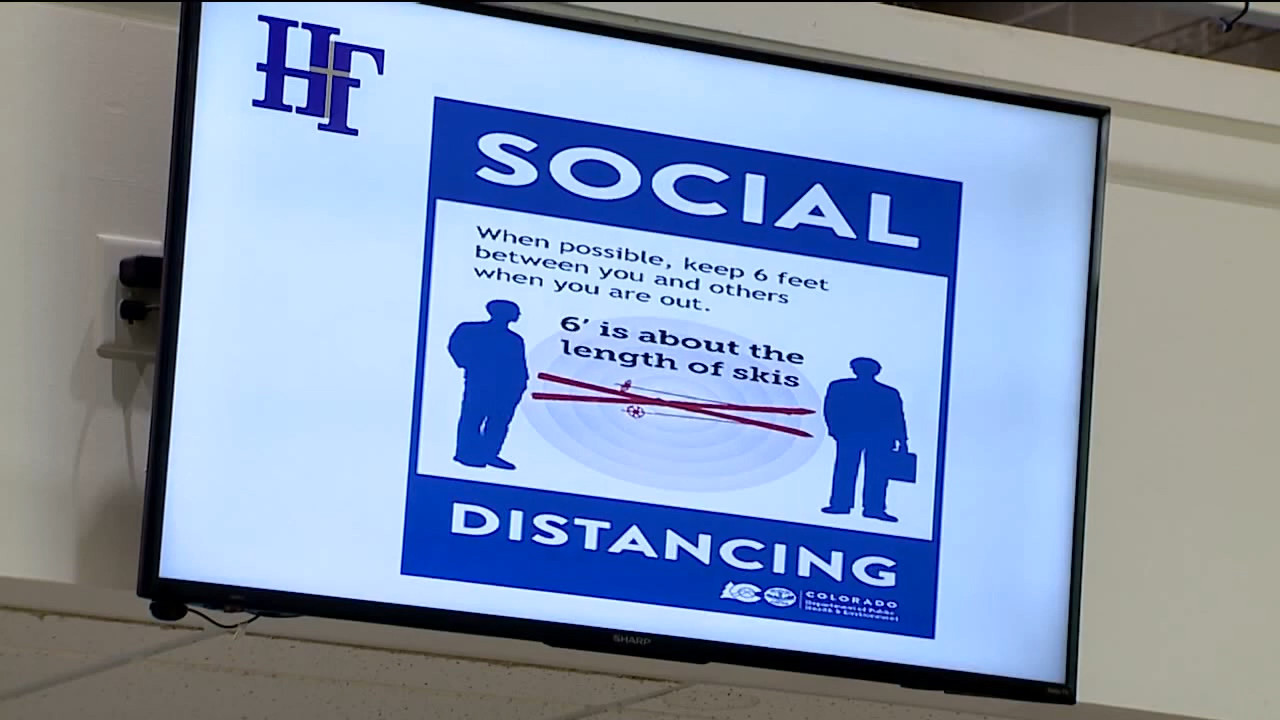 HF
SOCIAL
When possible, keep 6 feet
between you and others
when you are out.
6' is about the
length of skis
DISTANCING
COLORADO
Department of Public
Health & Environment
SHARP